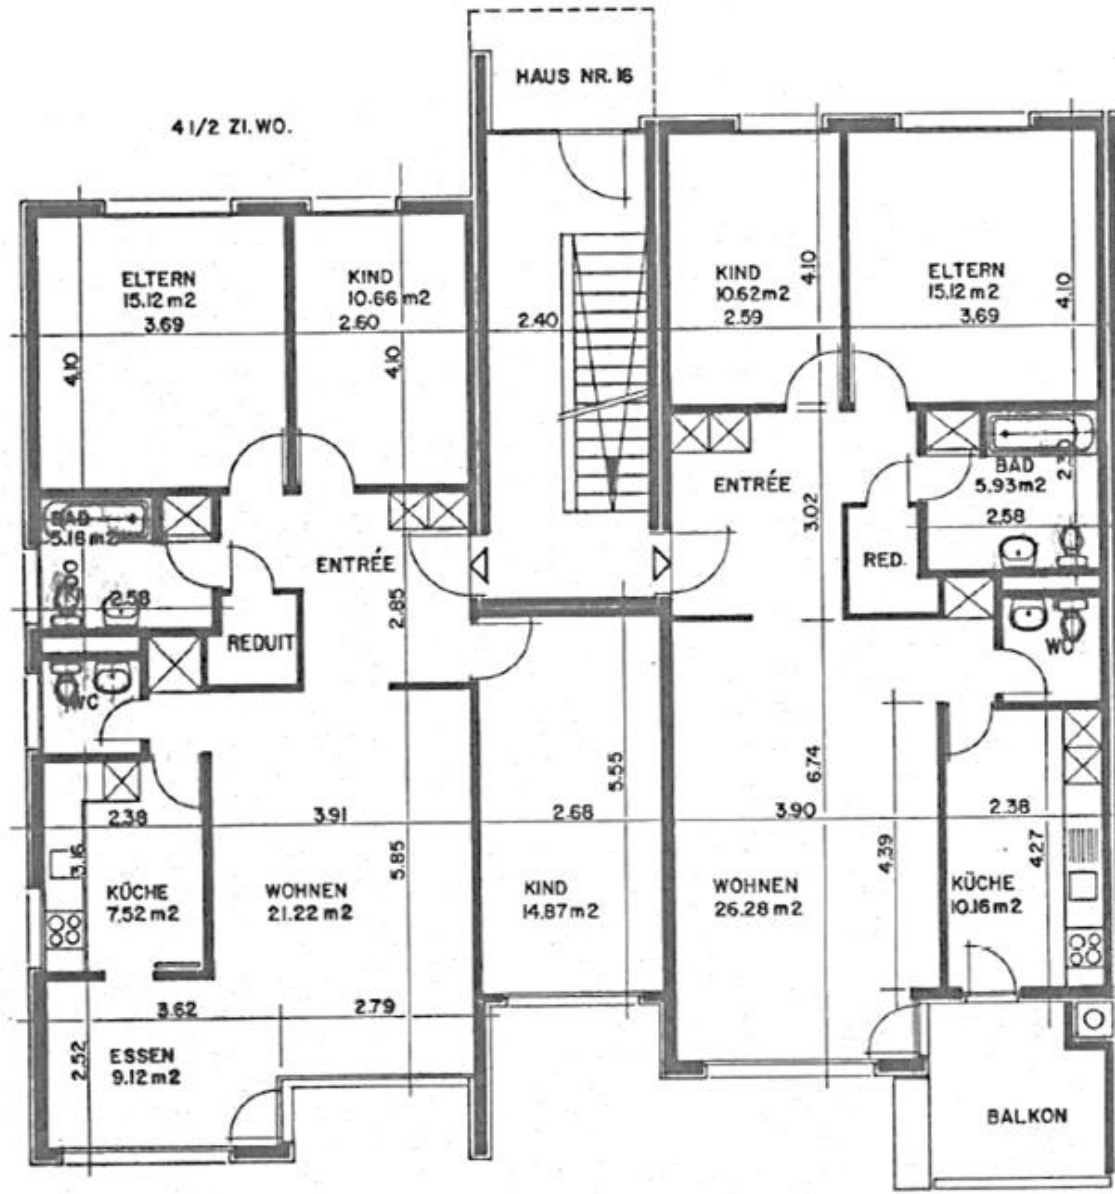 HAUS NR. 16
4 1/2 ZI. WO.
ELTERN
15.12 m2
3.69
4.10
KIND
10.66 m2
2.60
4.10
2.40
KIND
10.62 m2
2.59
4.10
ELTERN
15.12 m2
3.69
4.10
BAD
5.16 m2
2.00
2.58
ENTRÉE
2.85
REDUIT
WC
ENTRÉE
3.02
RED.
BAD
5.93 m2
2.30
2.58
WC
2.38
3.16
KÜCHE
7.52 m2
3.91
WOHNEN
21.22 m2
5.85
5.55
2.68
KIND
14.87 m2
6.74
3.90
WOHNEN
26.28 m2
4.39
2.38
4.27
KÜCHE
10.16 m2
3.62
2.79
2.52
ESSEN
9.12 m2
BALKON